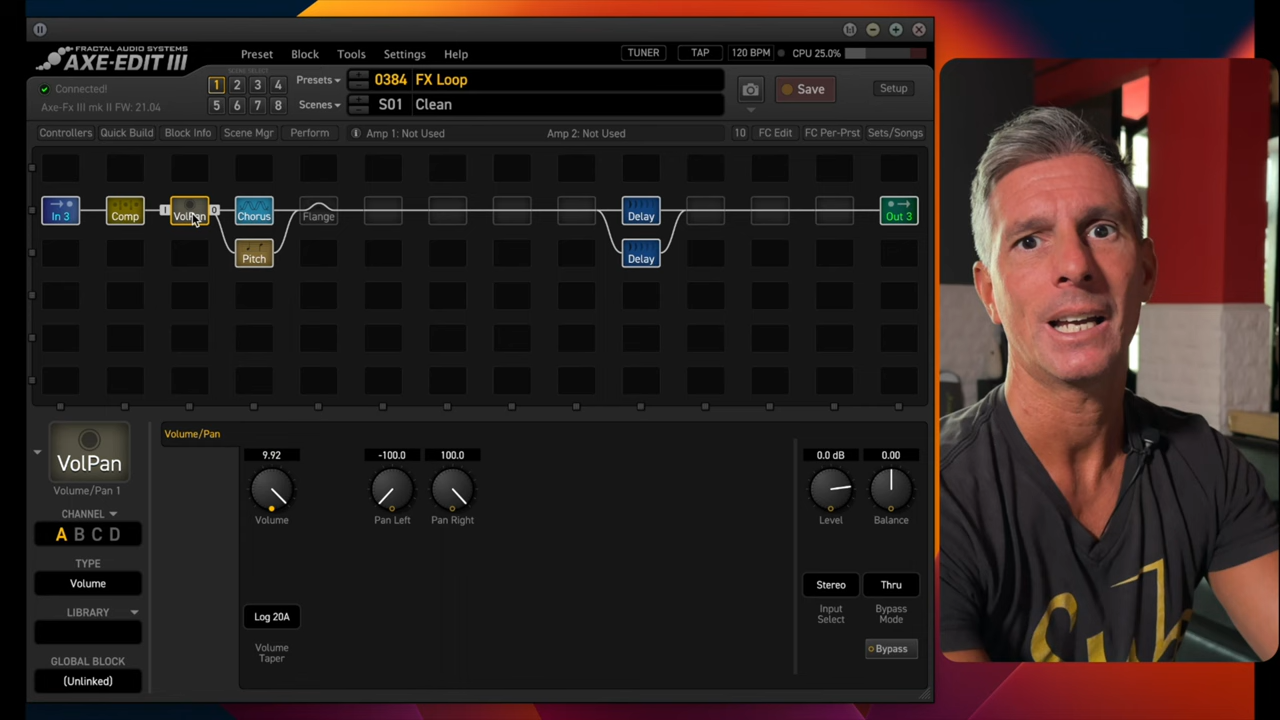 FRACTAL AUDIO SYSTEMS
AXE-EDIT III
Preset Block Tools Settings Help
TUNER TAP 120 BPM CPU 25.0%
Connected!
Axe-Fx III mk II FW: 21.04
SCENE SELECT
1 2 3 4
5 6 7 8
Presets 0384 FX Loop
Scenes S01 Clean
Save
Setup
Controllers Quick Build Block Info Scene Mgr Perform Amp 1: Not Used Amp 2: Not Used 10 FC Edit FC Per-Prst Sets/Songs
In 3 Comp I VolPan O Chorus Flange Delay Out 3
Pitch Delay
VolPan
Volume/Pan 1
CHANNEL
A B C D
TYPE
Volume
LIBRARY
GLOBAL BLOCK
(Unlinked)
Volume/Pan
9.92 -100.0 100.0 0.0 dB 0.00
Volume Pan Left Pan Right Level Balance
Log 20A
Volume
Taper
Stereo Thru
Input
Select
Bypass
Mode
Bypass